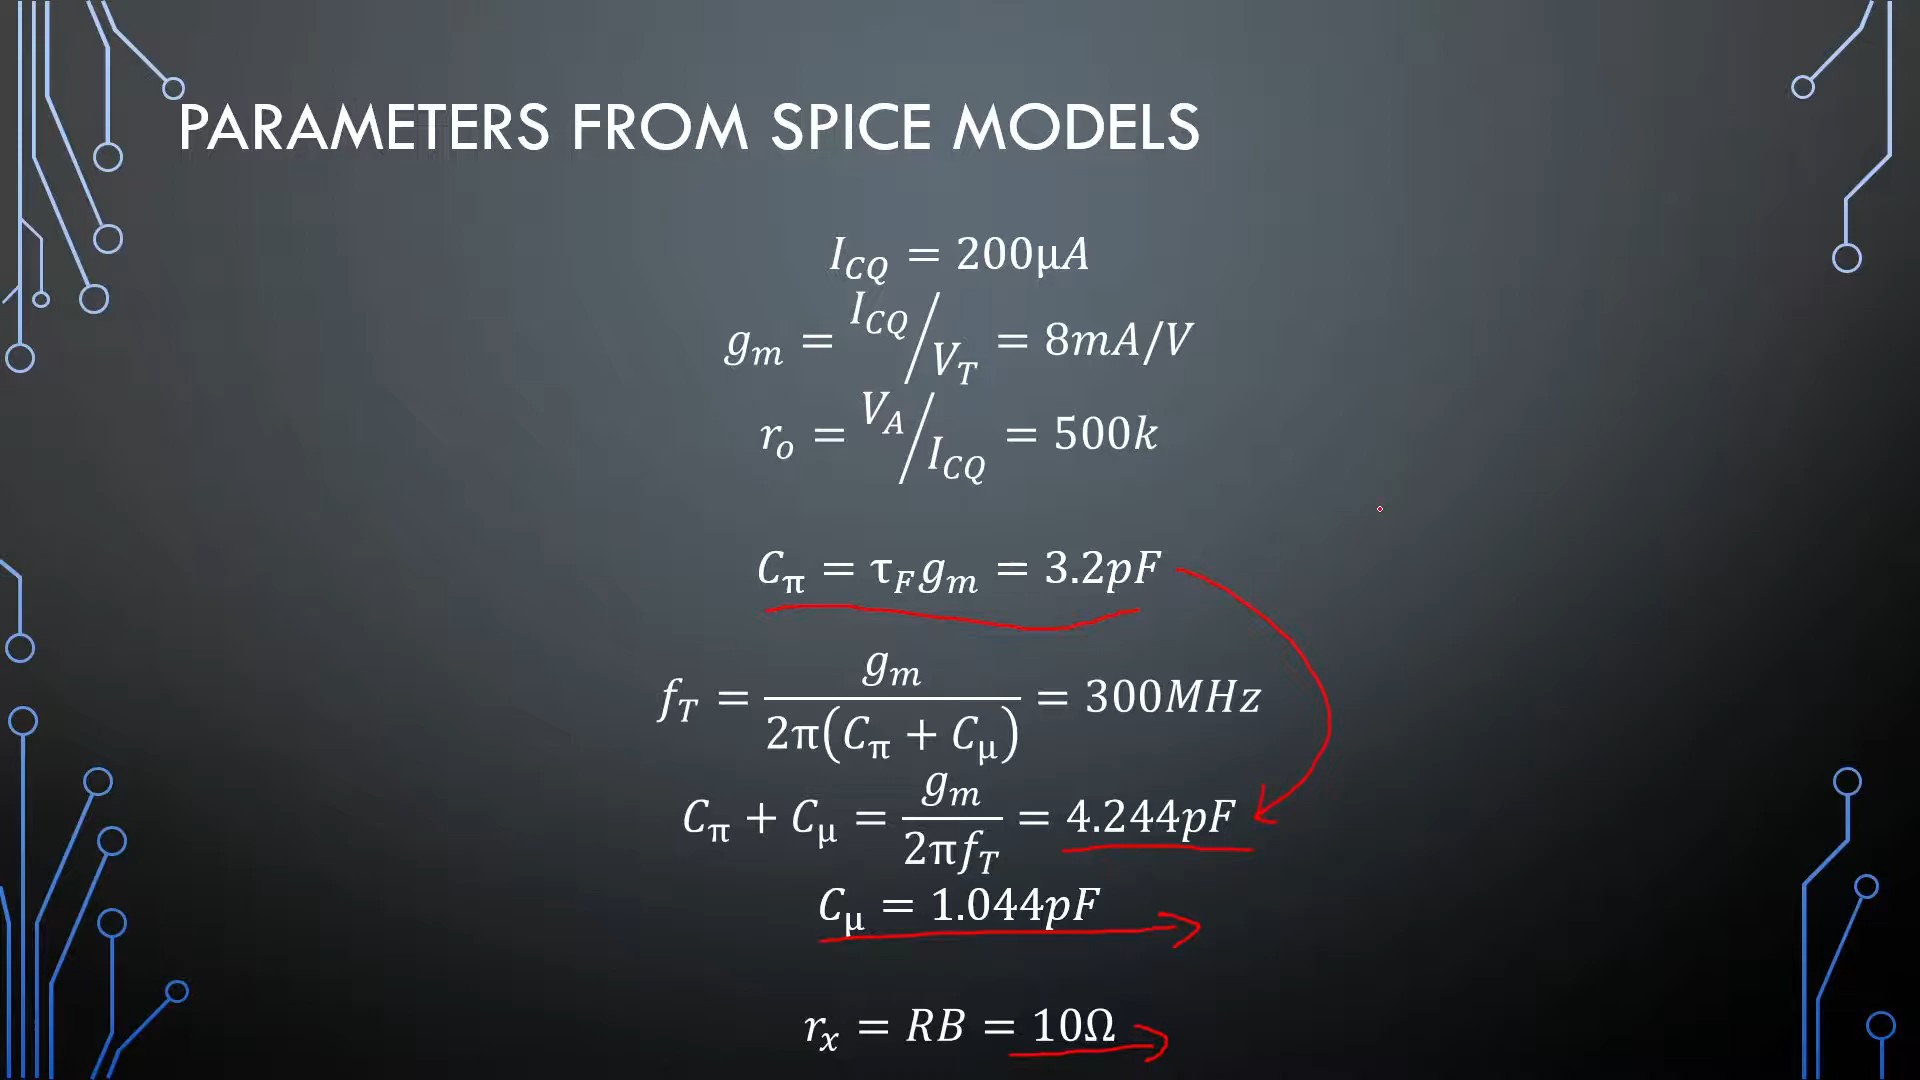 PARAMETERS FROM SPICE MODELS
I_CQ = 200μA
g_m = I_CQ/V_T = 8mA/V
r_o = V_A/I_CQ = 500k
C_π = τ_F g_m = 3.2pF
f_T = g_m/2π(C_π + C_μ) = 300MHz
C_π + C_μ = g_m/2πf_T = 4.244pF
C_μ = 1.044pF
r_x = RB = 10Ω